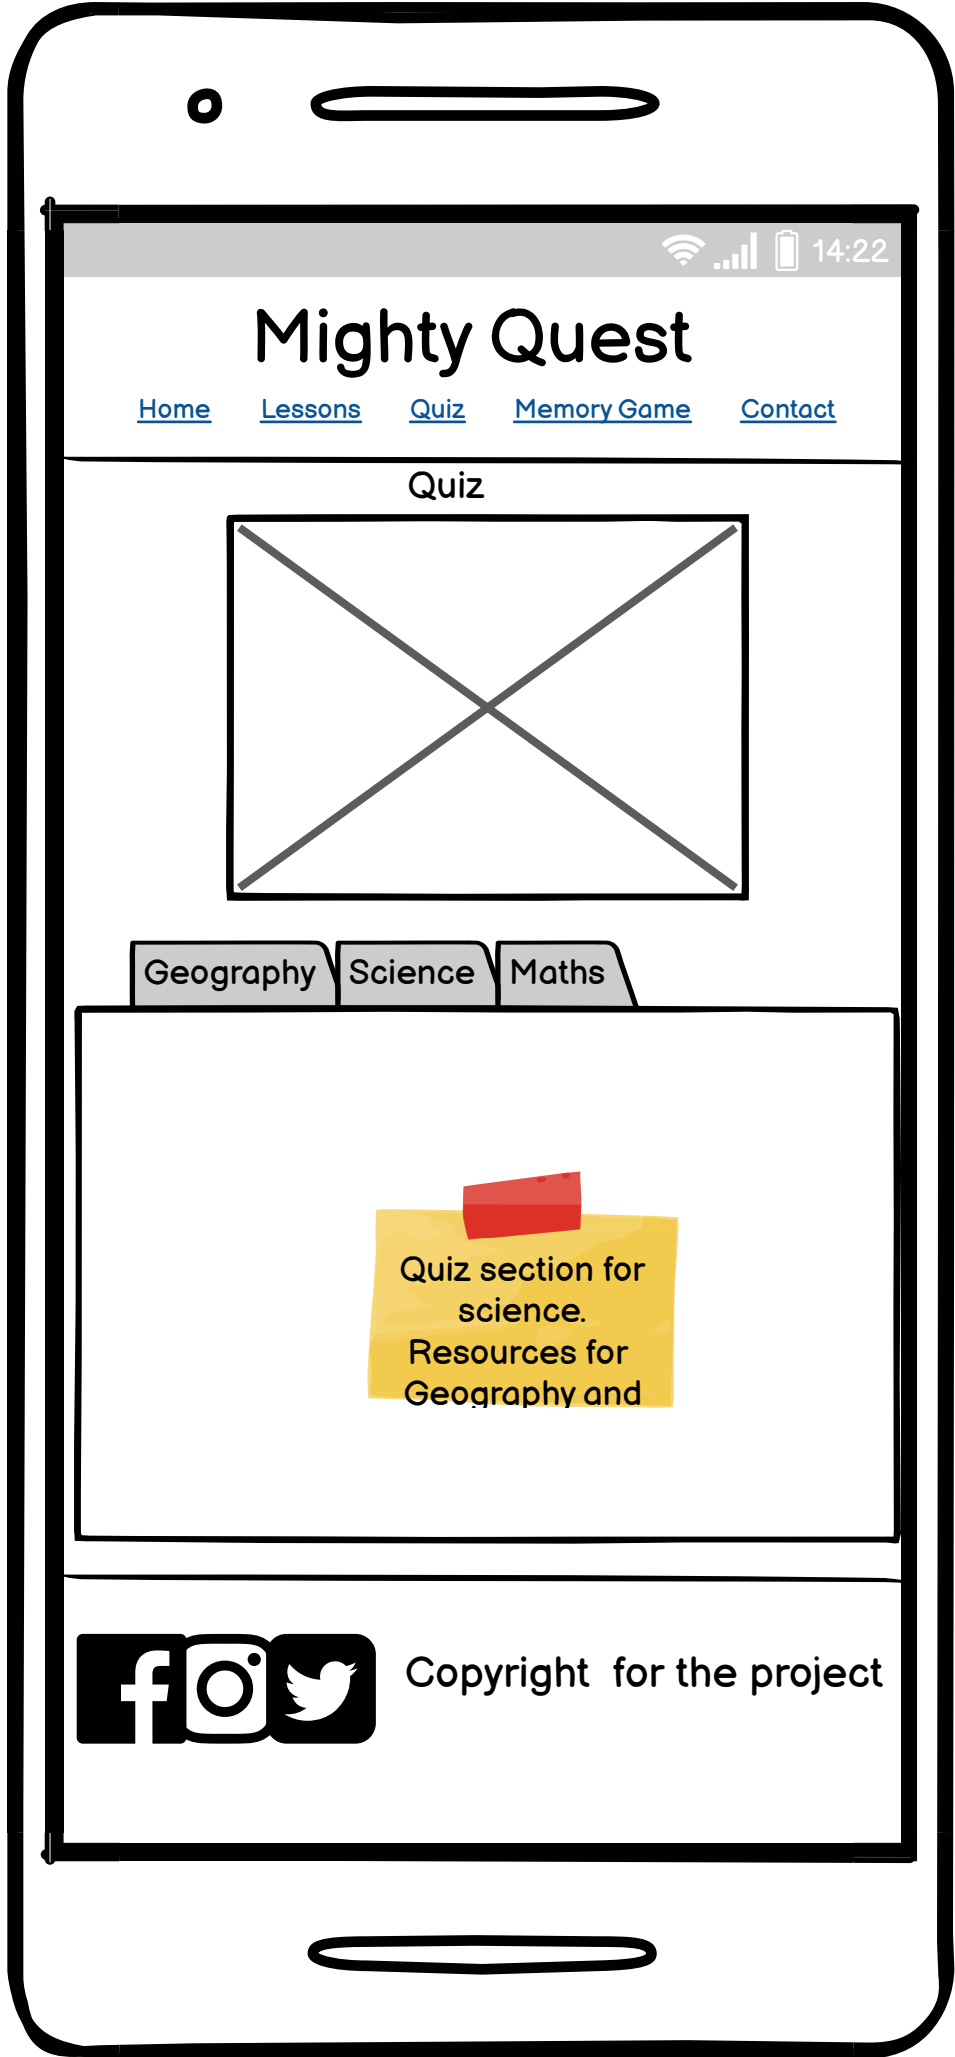 14:22
Mighty Quest
Home Lessons Quiz Memory Game Contact
Quiz
Geography Science Maths
Quiz section for
science.
Resources for
Geography and
Copyright for the project